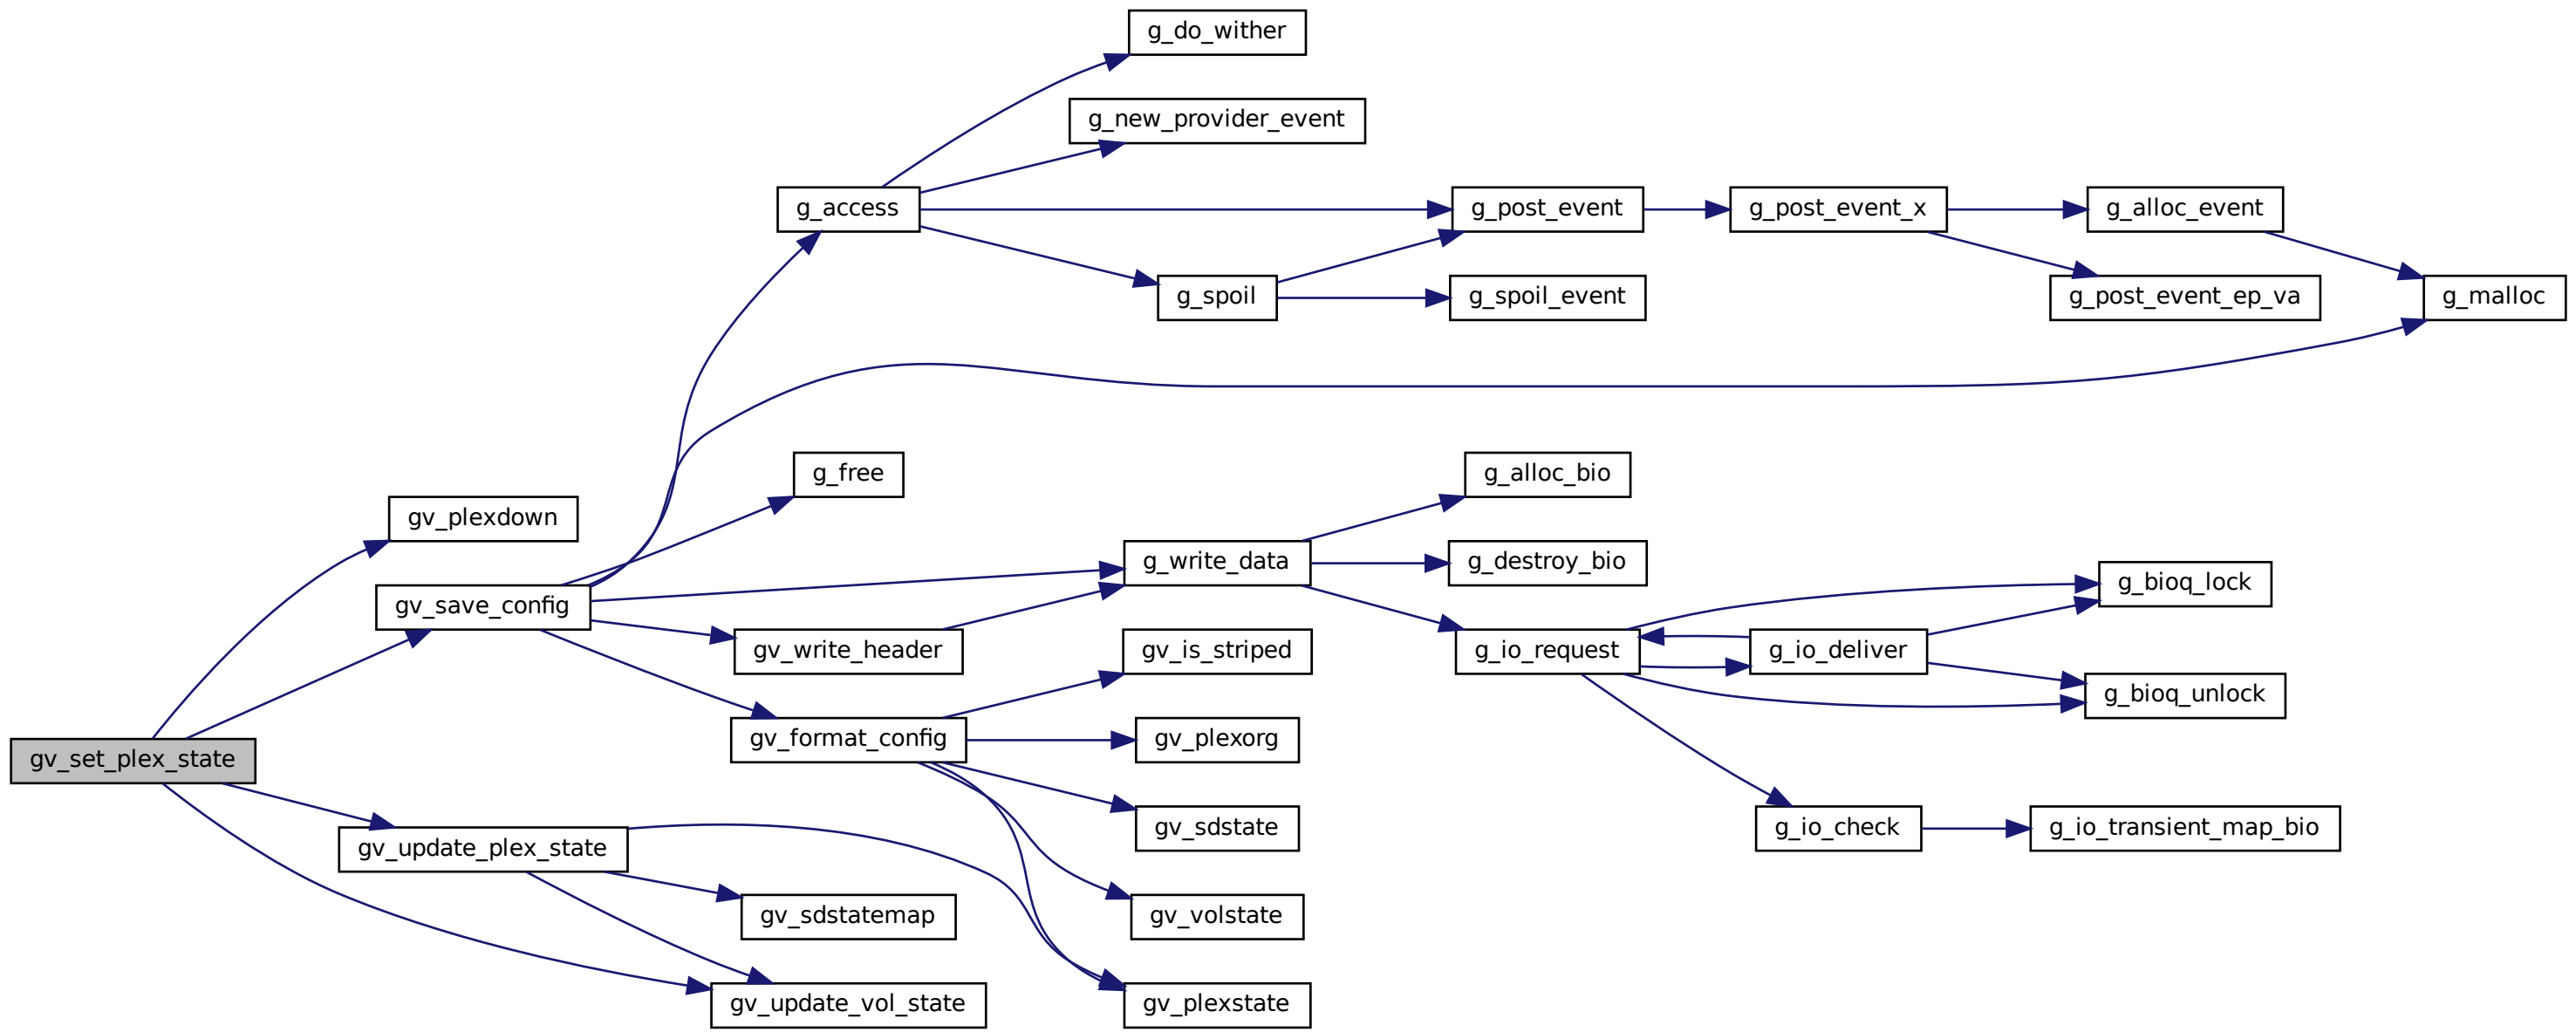 g_do_wither
g_new_provider_event
g_access
g_post_event
g_post_event_x
g_alloc_event
g_spoil
g_spoil_event
g_post_event_ep_va
g_malloc
g_free
g_alloc_bio
gv_plexdown
g_write_data
g_destroy_bio
g_bioq_lock
gv_save_config
gv_write_header
gv_is_striped
g_io_request
g_io_deliver
g_bioq_unlock
gv_set_plex_state
gv_format_config
gv_plexorg
gv_sdstate
g_io_check
g_io_transient_map_bio
gv_update_plex_state
gv_sdstatemap
gv_volstate
gv_update_vol_state
gv_plexstate